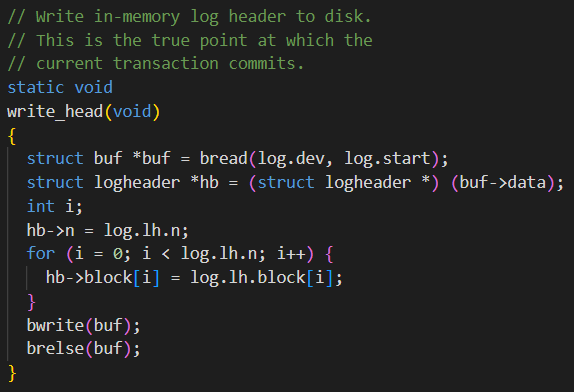 // Write in-memory log header to disk.
// This is the true point at which the
// current transaction commits.
static void
write_head(void)
{
  struct buf *buf = bread(log.dev, log.start);
  struct logheader *hb = (struct logheader *) (buf->data);
  int i;
  hb->n = log.lh.n;
  for (i = 0; i < log.lh.n; i++) {
    hb->block[i] = log.lh.block[i];
  }
  bwrite(buf);
  brelse(buf);
}